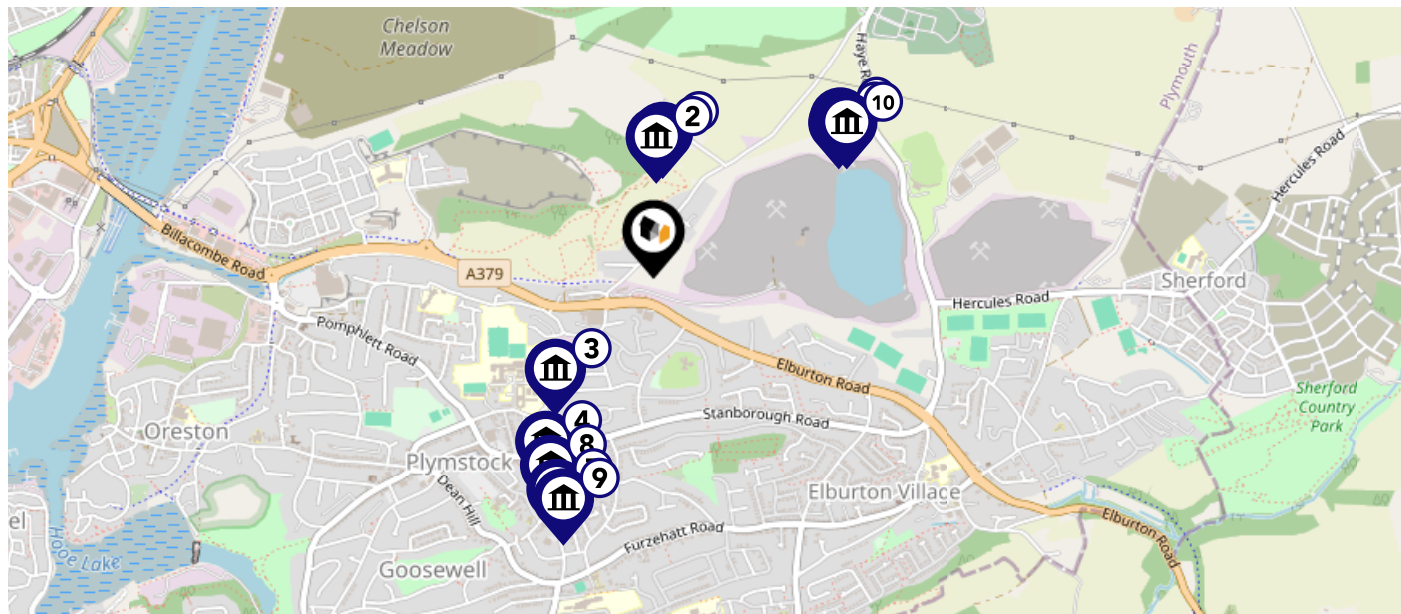 Chelson
Meadow
Haye R
Plymouth
2
10
Hercules Road
Billacombe Road
A379
Sherford
Hercules Road
Pomphlett Road
3
Elburton Road
Sherford
Country
Park
4
Stanborough Road
Oreston
8
Plymstock
9
Dean Hill
Elburton Village
el
Elburton Road
Furzehatt Road
Hooe Lake
Goosewell